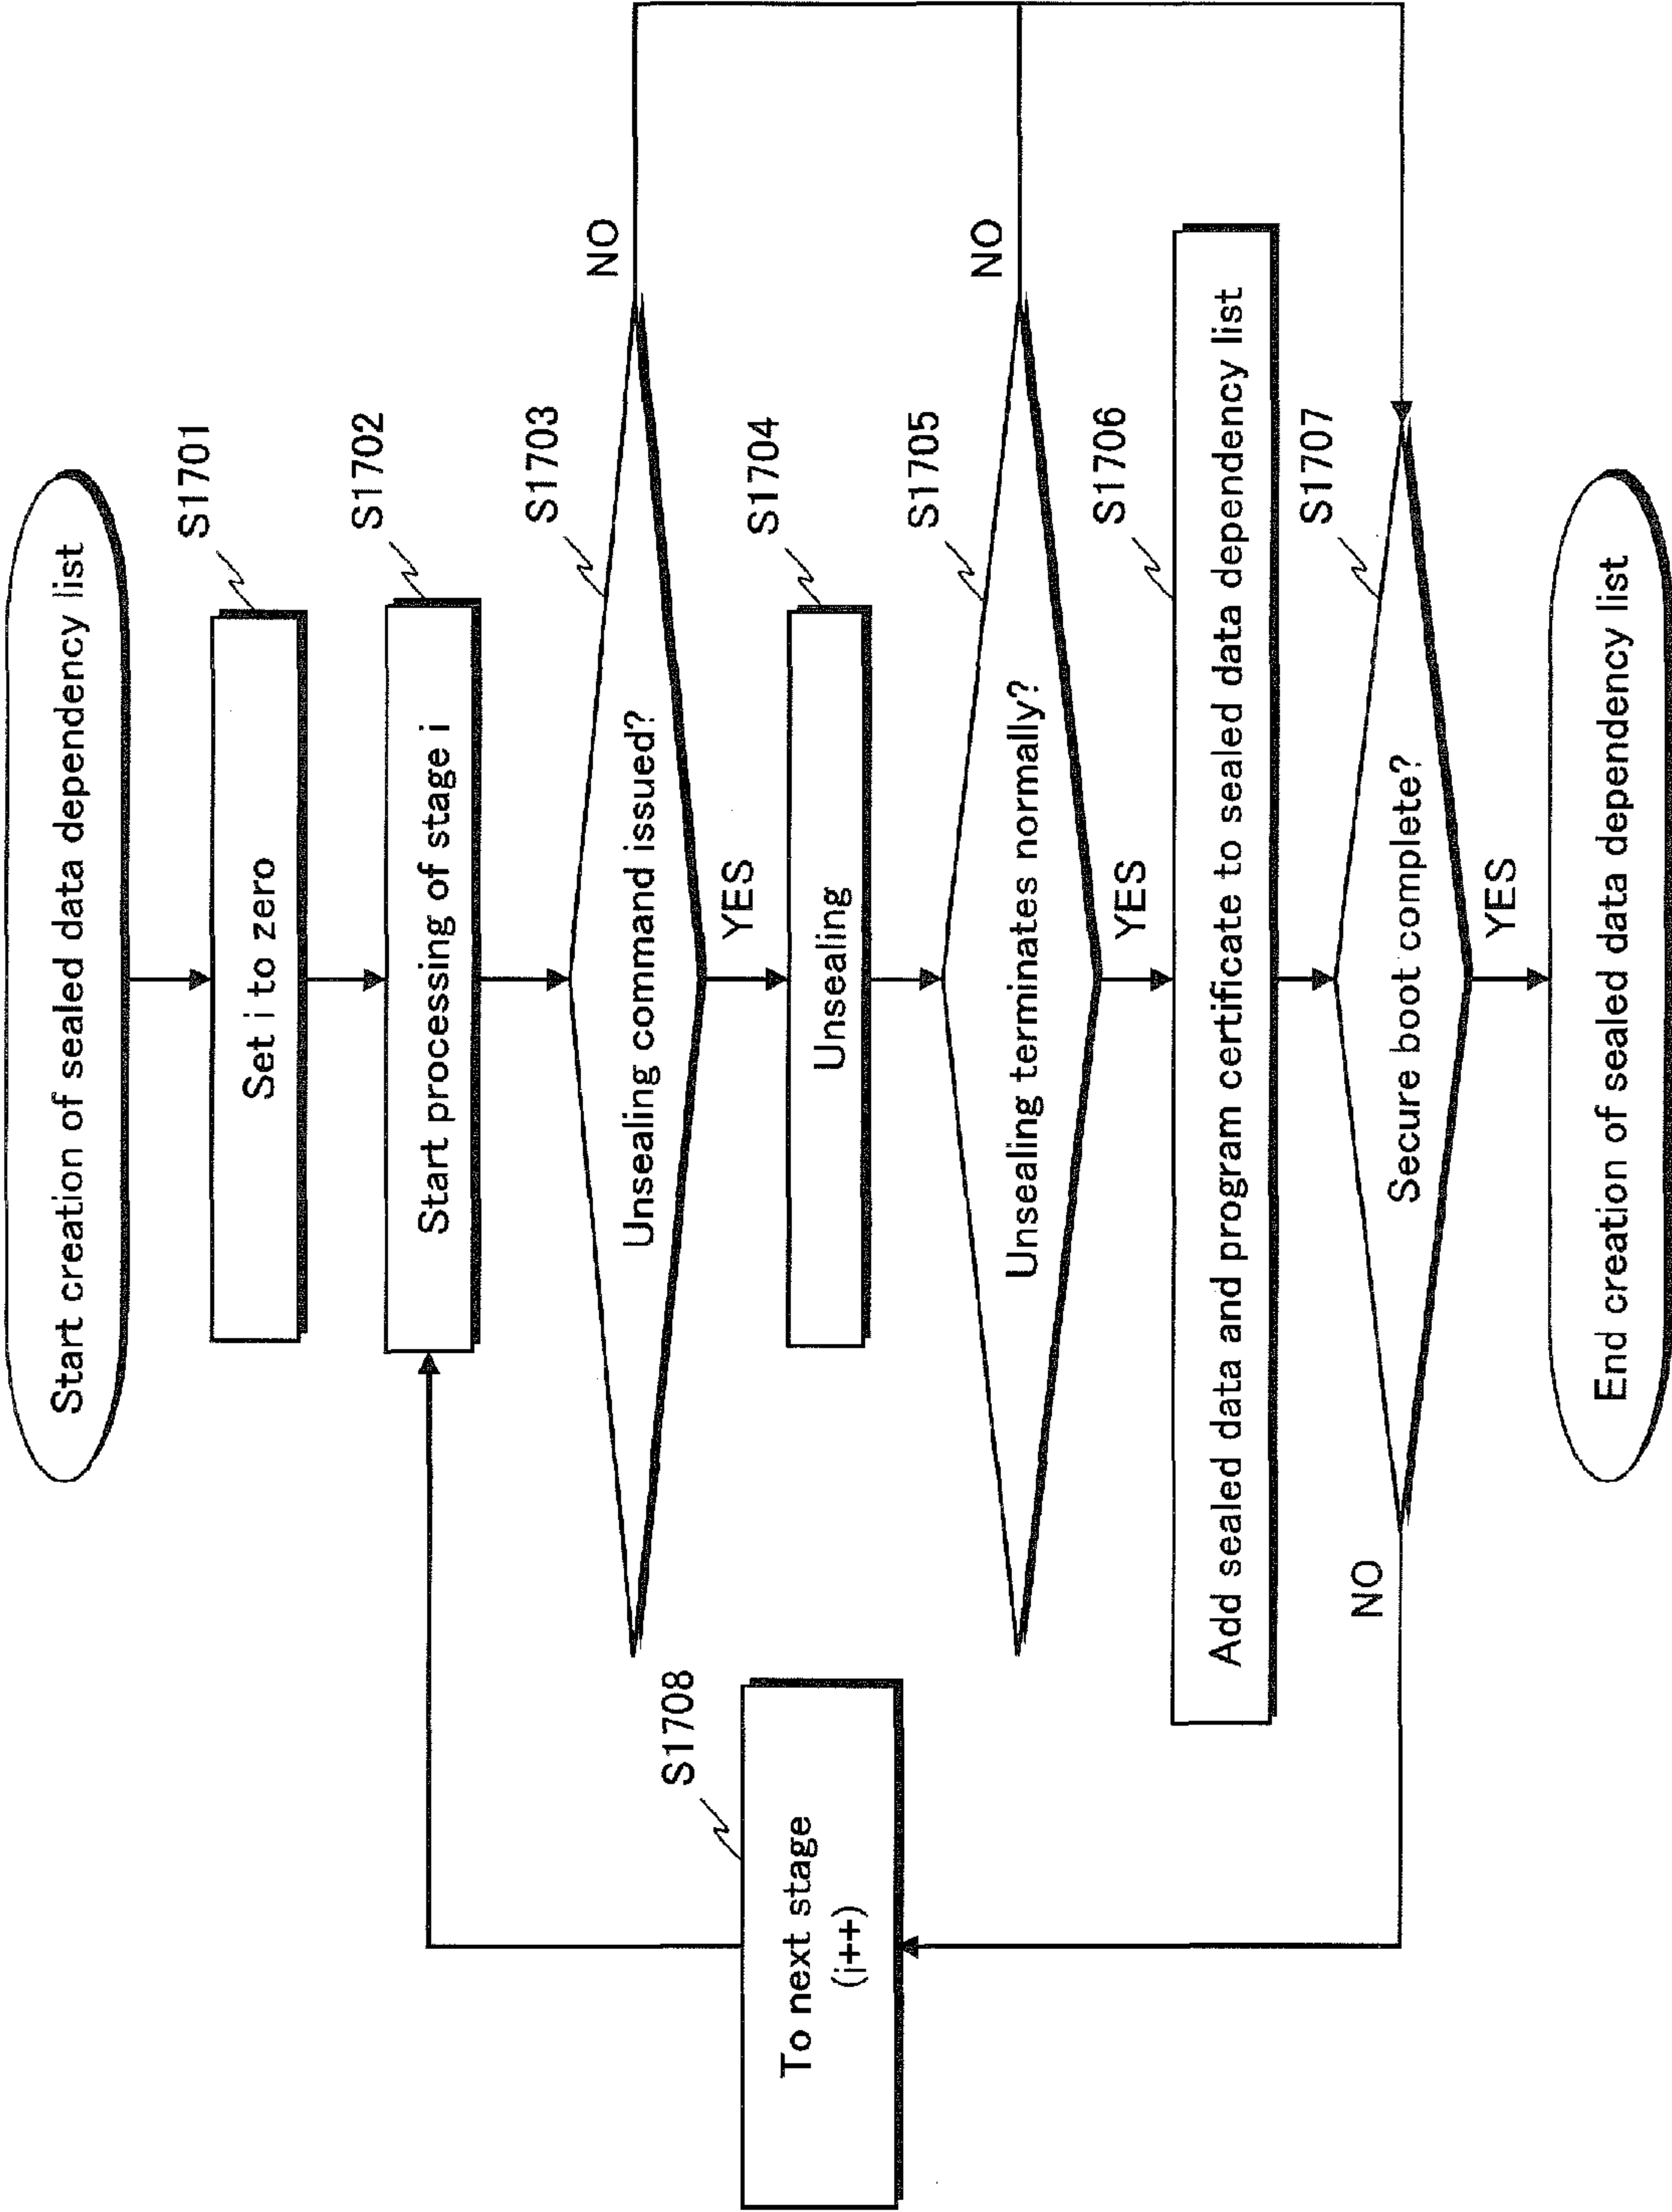 Start creation of sealed data dependency list
S1701
Set i to zero
S1702
Start processing of stage i
S1703
Unsealing command issued?
NO
YES
S1704
Unsealing
S1705
Unsealing terminates normally?
NO
YES
S1706
Add sealed data and program certificate to sealed data dependency list
S1707
Secure boot complete?
NO
YES
S1708
To next stage
(i++)
End creation of sealed data dependency list